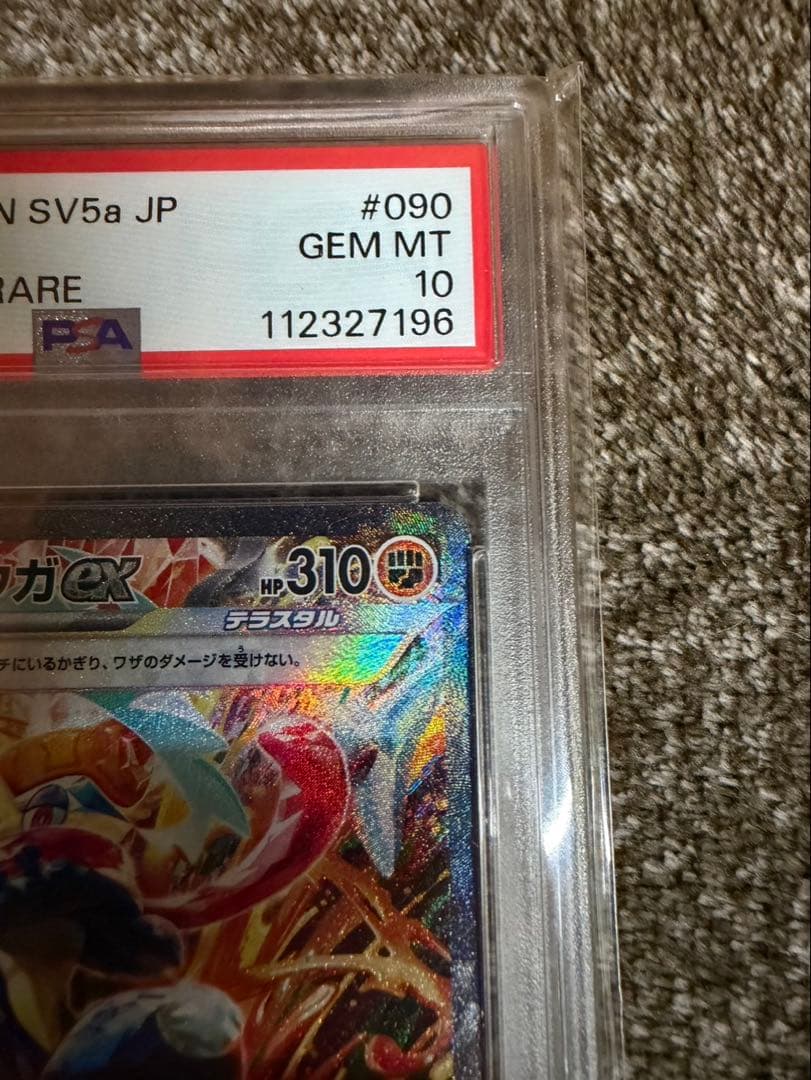 N SV5a JP #090
GEM MT
RARE 10
PSA 112327196
ガex HP310
テラスタル
チにいるかぎり、ワザのダメージを受けない。